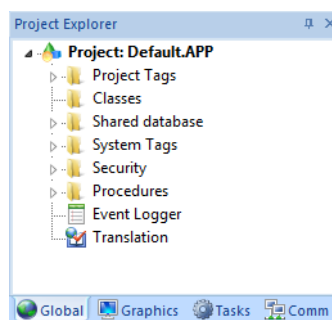 Project Explorer
Project: Default.APP
Project Tags
Classes
Shared database
System Tags
Security
Procedures
Event Logger
Translation
Global Graphics Tasks Comm